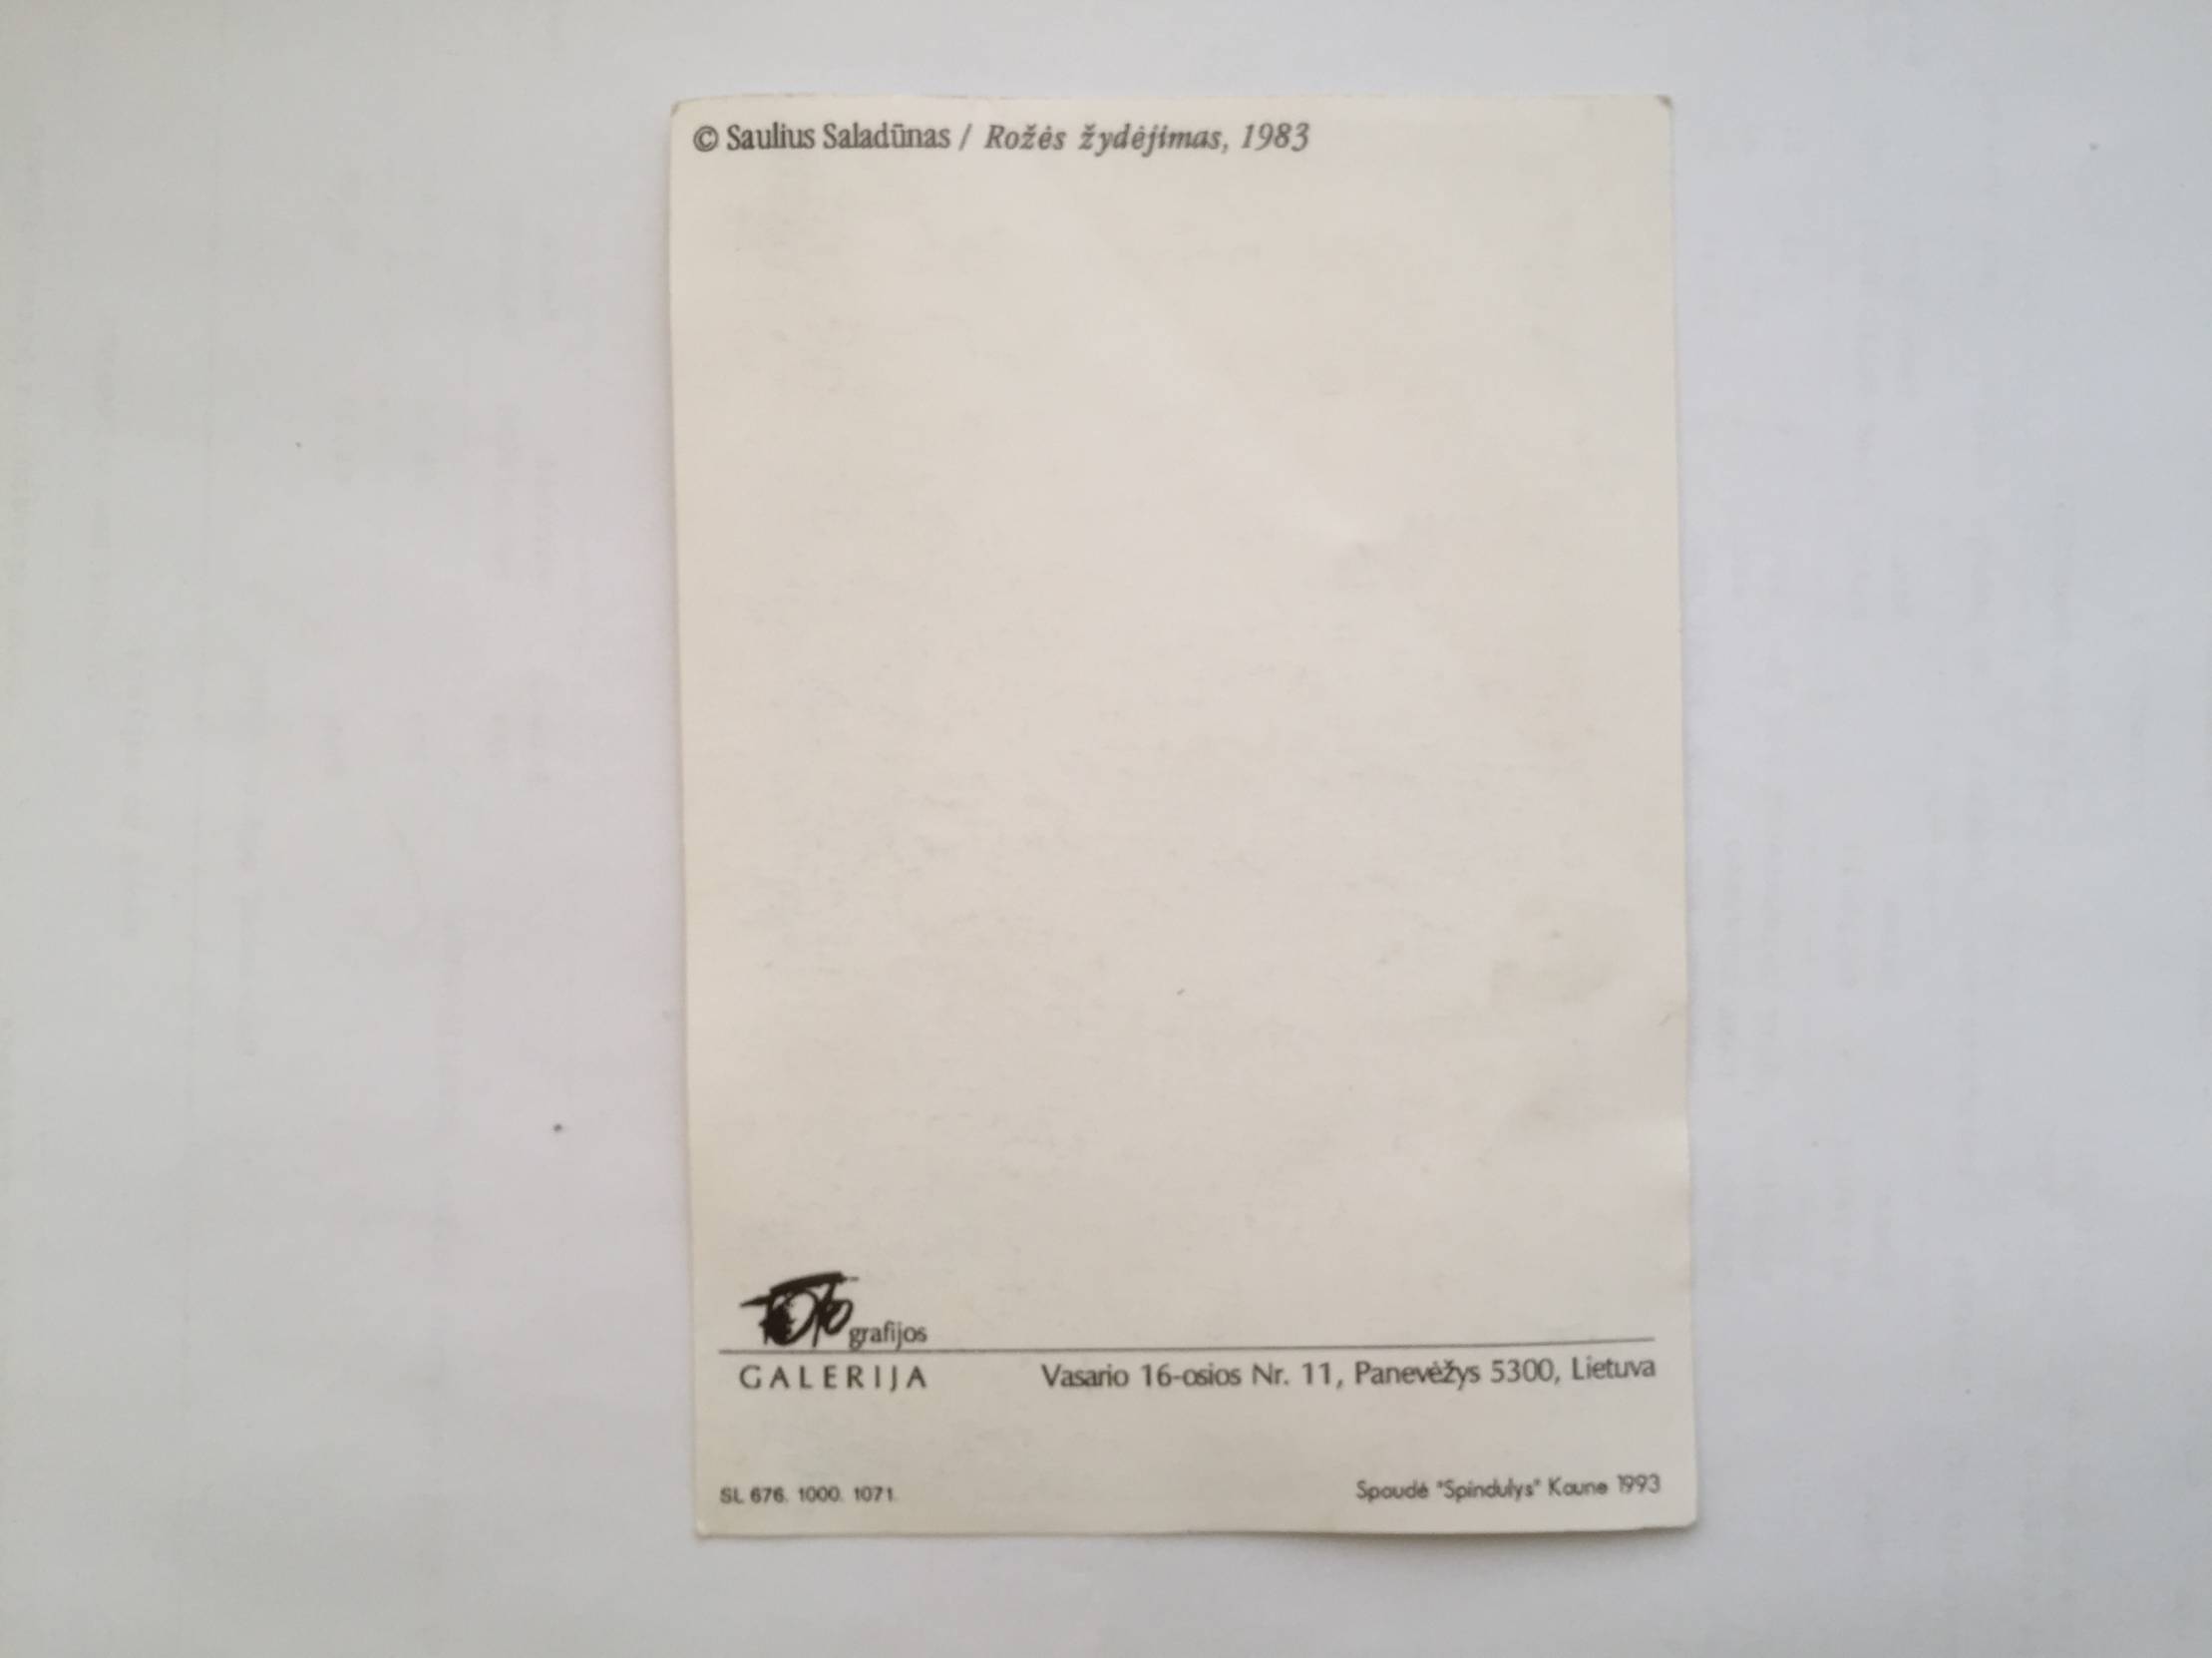 © Saulius Saladūnas / Rožės žydėjimas, 1983
Foto grafijos
GALERIJA
Vasario 16-osios Nr. 11, Panevėžys 5300, Lietuva
SL 676. 1000. 1071.
Spaudė "Spindulys" Kaune 1993